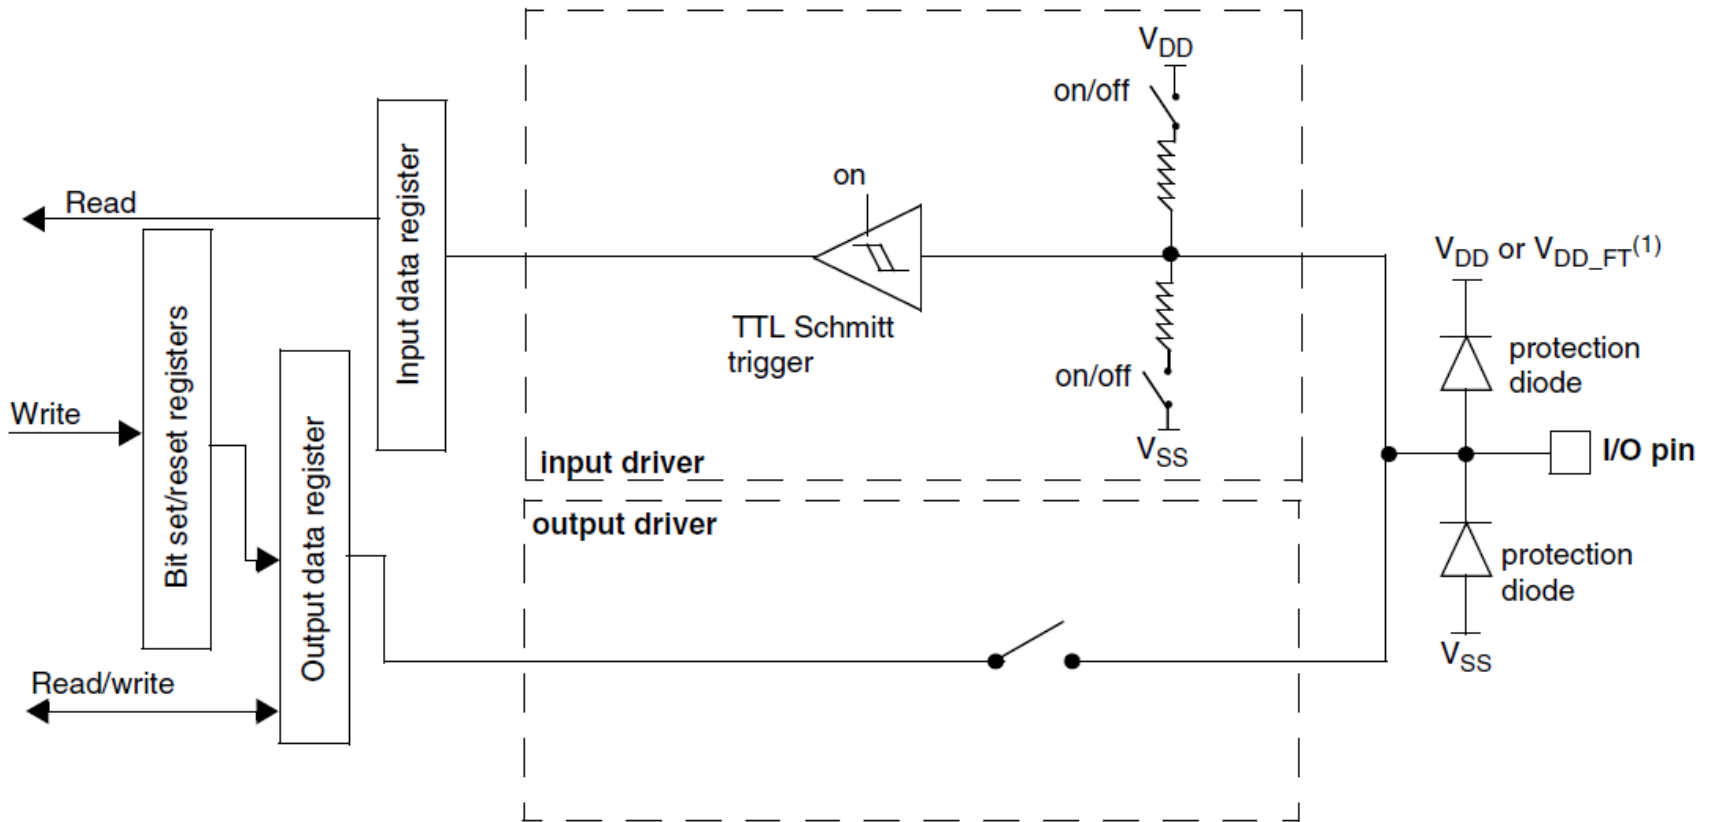 VDD
on/off
on
Read
Input data register
TTL Schmitt
trigger
VDD or VDD_FT(1)
protection
diode
on/off
VSS
Write
Bit set/reset registers
Output data register
input driver
I/O pin
output driver
protection
diode
VSS
Read/write